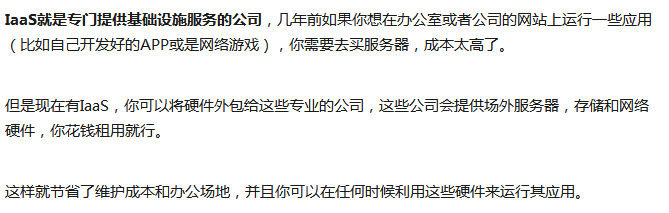 IaaS就是专门提供基础设施服务的公司，几年前如果你想在办公室或者公司的网站上运行一些应用
（比如自己开发好的APP或是网络游戏），你需要去买服务器，成本太高了。
但是现在有IaaS，你可以将硬件外包给这些专业的公司，这些公司会提供场外服务器，存储和网络
硬件，你花钱租用就行。
这样就节省了维护成本和办公场地，并且你可以在任何时候利用这些硬件来运行其应用。